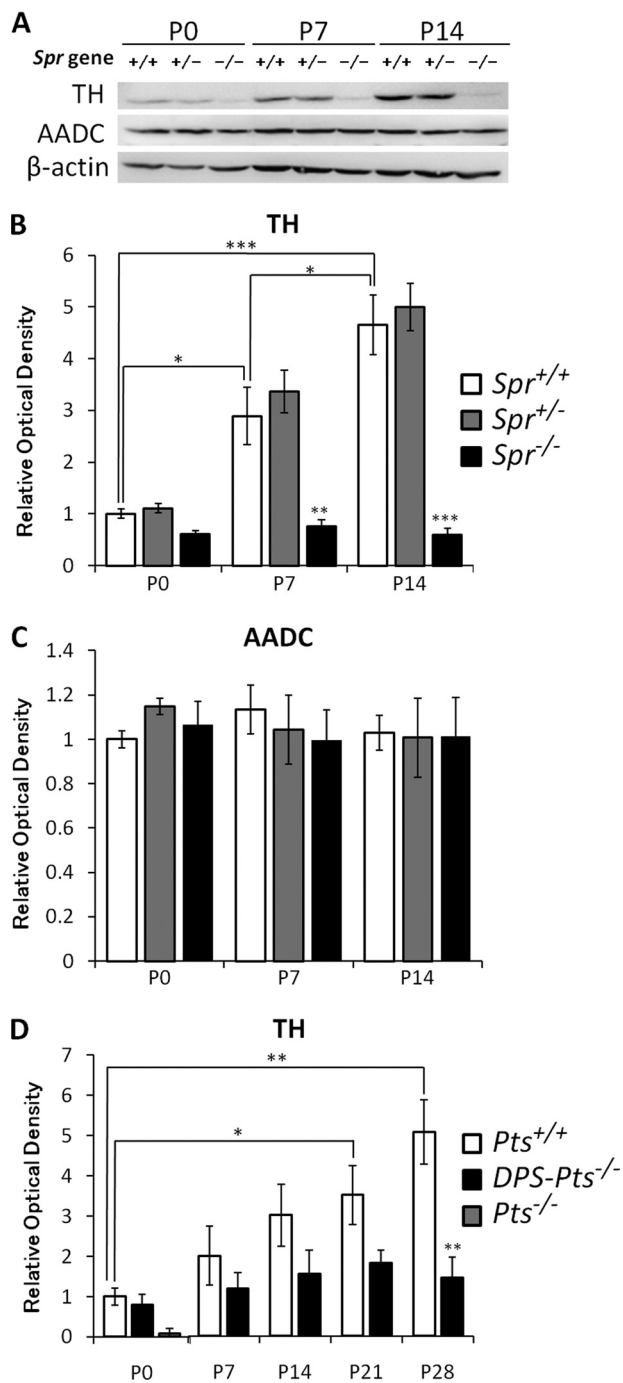 A
P0 P7 P14
Spr gene +/+ +/− −/− +/+ +/− −/− +/+ +/− −/−
TH
AADC
β-actin
B
TH
***
*
*
** ***
Relative Optical Density
6
5
4
3
2
1
0
P0 P7 P14
Spr+/+
Spr+/-
Spr-/-
C
AADC
Relative Optical Density
1.4
1.2
1
0.8
0.6
0.4
0.2
0
P0 P7 P14
D
TH
**
*
**
Relative Optical Density
7
6
5
4
3
2
1
0
P0 P7 P14 P21 P28
Pts+/+
DPS-Pts-/-
Pts-/-